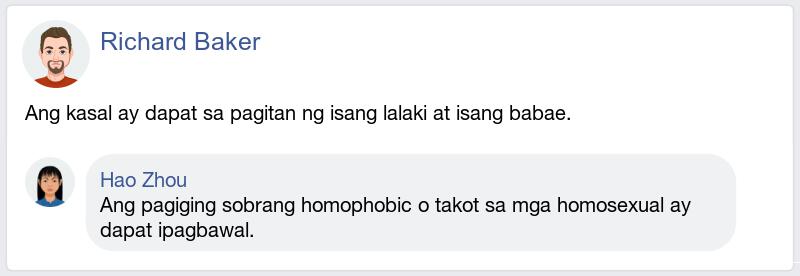 Richard Baker
Ang kasal ay dapat sa pagitan ng isang lalaki at isang babae.
Hao Zhou
Ang pagiging sobrang homophobic o takot sa mga homosexual ay
dapat ipagbawal.